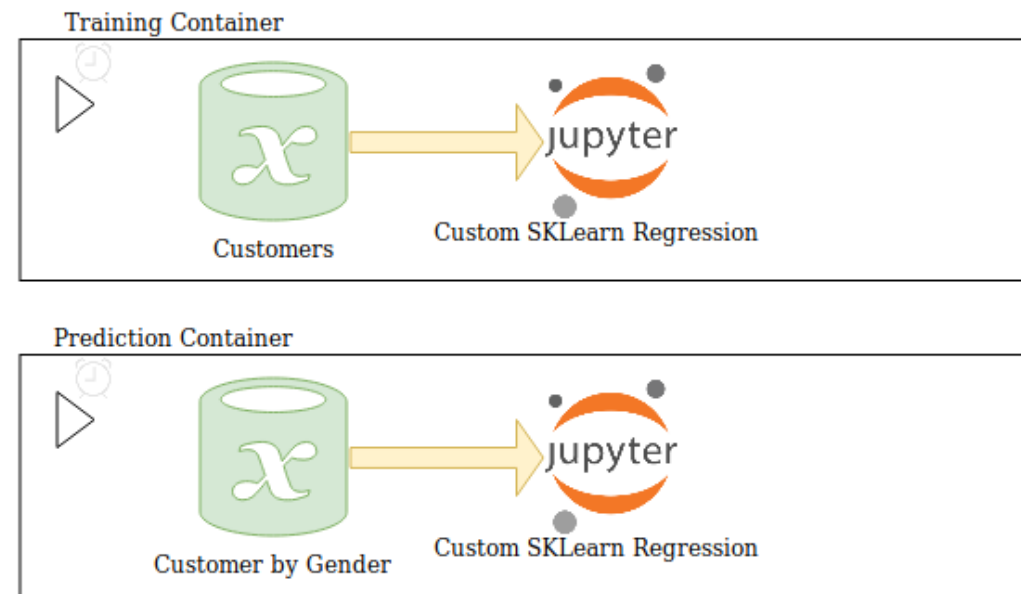 Training Container
x
jupyter
Customers
Custom SKLearn Regression
Prediction Container
x
jupyter
Customer by Gender
Custom SKLearn Regression